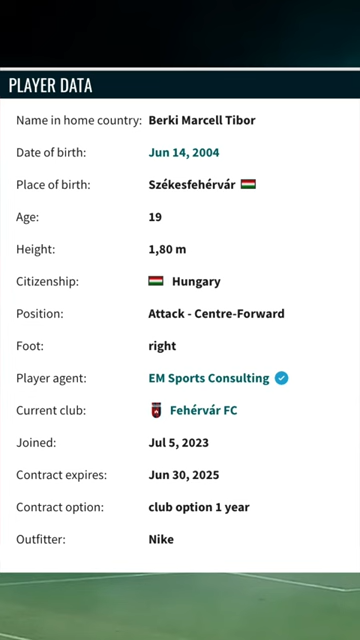 PLAYER DATA
Name in home country: Berki Marcell Tibor
Date of birth: Jun 14, 2004
Place of birth: Székesfehérvár
Age: 19
Height: 1,80 m
Citizenship: Hungary
Position: Attack - Centre-Forward
Foot: right
Player agent: EM Sports Consulting
Current club: Fehérvár FC
Joined: Jul 5, 2023
Contract expires: Jun 30, 2025
Contract option: club option 1 year
Outfitter: Nike